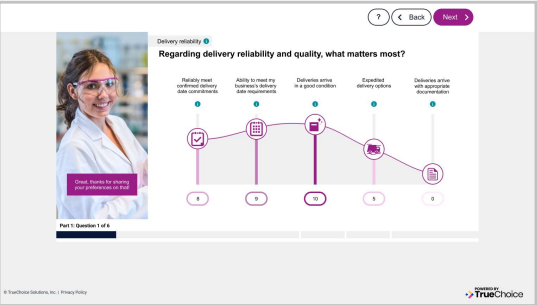 ?
Back
Next
Delivery reliability
Regarding delivery reliability and quality, what matters most?
Reliably meet
confirmed delivery
date commitments
Ability to meet my
business's delivery
date requirements
Deliveries arrive
in a good condition
Expedited
delivery options
Deliveries arrive
with appropriate
documentation
8
9
10
5
0
Great, thanks for sharing
your preferences on that!
Part 1: Question 1 of 6
© TrueChoice Solutions, Inc. | Privacy Policy
POWERED BY
TrueChoice